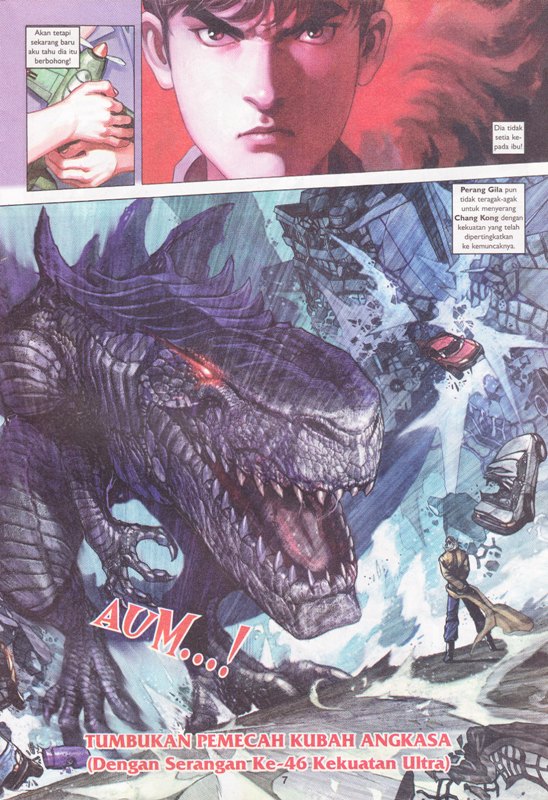 Akan tetapi
sekarang baru
aku tahu dia itu
berbohong!
Dia tidak
setia ke-
pada ibu!
Perang Gila pun
tidak teragak-agak
untuk menyerang
Chang Kong dengan
kekuatan yang telah
dipertingkatkan
ke kemuncaknya.
AUM....!
TUMBUKAN PEMECAH KUBAH ANGKASA
(Dengan Serangan Ke-46 Kekuatan Ultra)
7